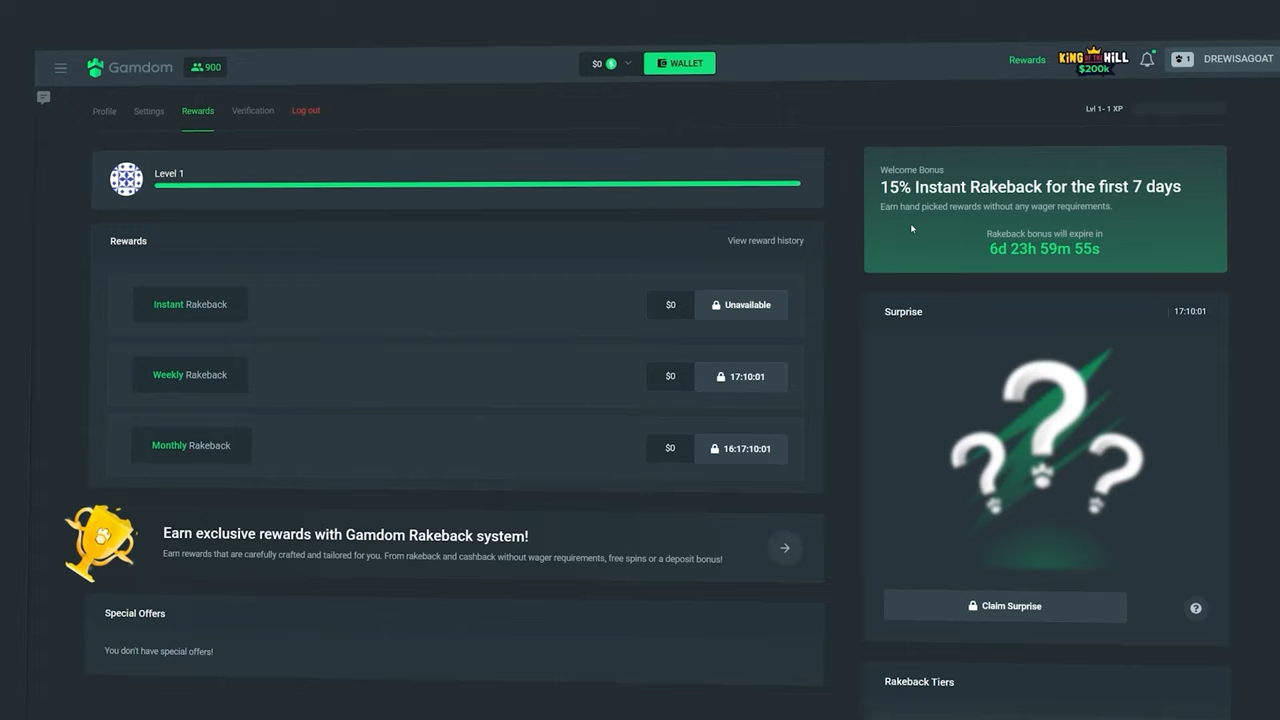 Gamdom
900
$0
WALLET
Rewards
KING OF THE HILL
$200k
1
DREWISAGOAT
Profile
Settings
Rewards
Verification
Log out
Lvl 1- 1 XP
Level 1
Welcome Bonus
15% Instant Rakeback for the first 7 days
Earn hand picked rewards without any wager requirements.
Rakeback bonus will expire in
6d 23h 59m 55s
Rewards
View reward history
Instant Rakeback
$0
Unavailable
Weekly Rakeback
$0
17:10:01
Monthly Rakeback
$0
16:17:10:01
Surprise
17:10:01
???
Claim Surprise
?
Earn exclusive rewards with Gamdom Rakeback system!
Earn rewards that are carefully crafted and tailored for you. From rakeback and cashback without wager requirements, free spins or a deposit bonus!
Special Offers
You don't have special offers!
Rakeback Tiers